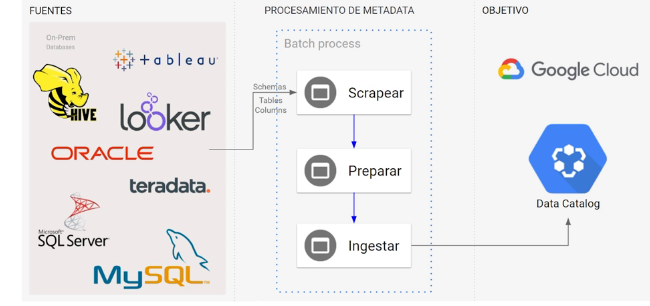 FUENTES
PROCESAMIENTO DE METADATA
OBJETIVO
On-Prem
Databases
+ a b l e a u
HIVE
looker
ORACLE
teradata.
Microsoft
SQL Server
MySQL
Schemas
Tables
Columns
Batch process
Scrapear
Preparar
Ingestar
Google Cloud
Data Catalog